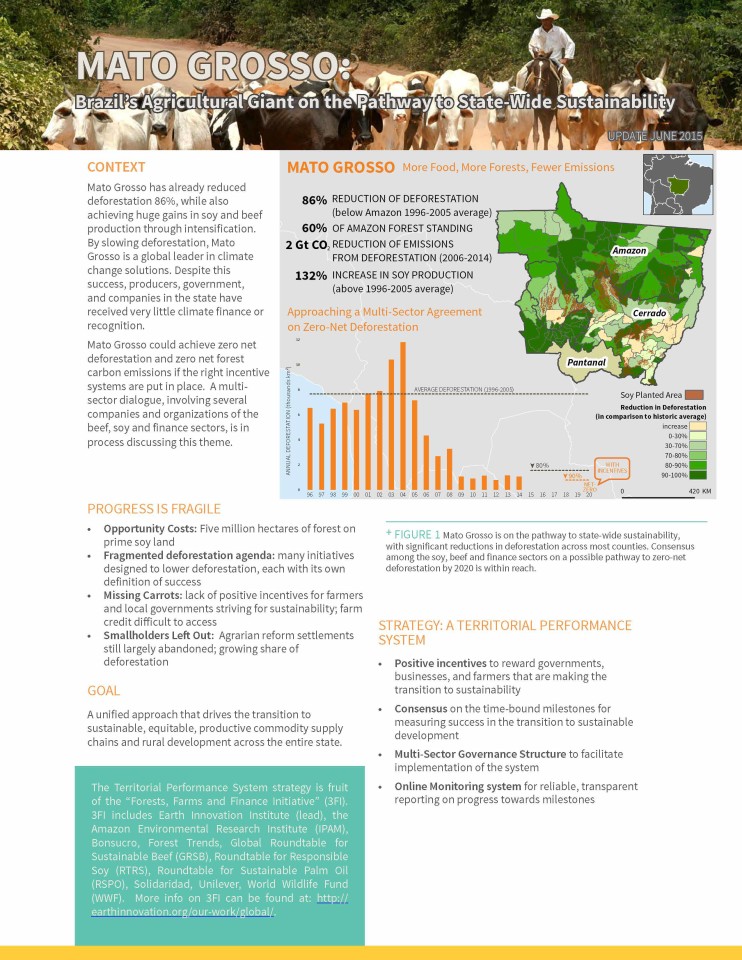 MATO GROSSO:
Brazil's Agricultural Giant on the Pathway to State-Wide Sustainability
UPDATE JUNE 2015
CONTEXT
Mato Grosso has already reduced
deforestation 86%, while also
achieving huge gains in soy and beef
production through intensification.
By slowing deforestation, Mato
Grosso is a global leader in climate
change solutions. Despite this
success, producers, government,
and companies in the state have
received very little climate finance or
recognition.
Mato Grosso could achieve zero net
deforestation and zero net forest
carbon emissions if the right incentive
systems are put in place. A multi-
sector dialogue, involving several
companies and organizations of the
beef, soy and finance sectors, is in
process discussing this theme.
MATO GROSSO More Food, More Forests, Fewer Emissions
86% REDUCTION OF DEFORESTATION
(below Amazon 1996-2005 average)
60% OF AMAZON FOREST STANDING
2 Gt CO2 REDUCTION OF EMISSIONS
FROM DEFORESTATION (2006-2014)
132% INCREASE IN SOY PRODUCTION
(above 1996-2005 average)
Amazon
Cerrado
Pantanal
Approaching a Multi-Sector Agreement
on Zero-Net Deforestation
ANNUAL DEFORESTATION (thousands km²)
12
10
8
6
4
2
0
AVERAGE DEFORESTATION (1996-2005)
▼80%
▼90%
NET
ZERO
WITH
INCENTIVES
96 97 98 99 00 01 02 03 04 05 06 07 08 09 10 11 12 13 14 15 16 17 18 19 20
Soy Planted Area
Reduction in Deforestation
(in comparison to historic average)
increase
0-30%
30-70%
70-80%
80-90%
90-100%
0 420 KM
+ FIGURE 1 Mato Grosso is on the pathway to state-wide sustainability,
with significant reductions in deforestation across most counties. Consensus
among the soy, beef and finance sectors on a possible pathway to zero-net
deforestation by 2020 is within reach.
PROGRESS IS FRAGILE
• Opportunity Costs: Five million hectares of forest on
prime soy land
• Fragmented deforestation agenda: many initiatives
designed to lower deforestation, each with its own
definition of success
• Missing Carrots: lack of positive incentives for farmers
and local governments striving for sustainability; farm
credit difficult to access
• Smallholders Left Out: Agrarian reform settlements
still largely abandoned; growing share of
deforestation
GOAL
A unified approach that drives the transition to
sustainable, equitable, productive commodity supply
chains and rural development across the entire state.
The Territorial Performance System strategy is fruit
of the "Forests, Farms and Finance Initiative" (3FI).
3FI includes Earth Innovation Institute (lead), the
Amazon Environmental Research Institute (IPAM),
Bonsucro, Forest Trends, Global Roundtable for
Sustainable Beef (GRSB), Roundtable for Responsible
Soy (RTRS), Roundtable for Sustainable Palm Oil
(RSPO), Solidaridad, Unilever, World Wildlife Fund
(WWF). More info on 3FI can be found at: http://
earthinnovation.org/our-work/global/.
STRATEGY: A TERRITORIAL PERFORMANCE
SYSTEM
• Positive incentives to reward governments,
businesses, and farmers that are making the
transition to sustainability
• Consensus on the time-bound milestones for
measuring success in the transition to sustainable
development
• Multi-Sector Governance Structure to facilitate
implementation of the system
• Online Monitoring system for reliable, transparent
reporting on progress towards milestones